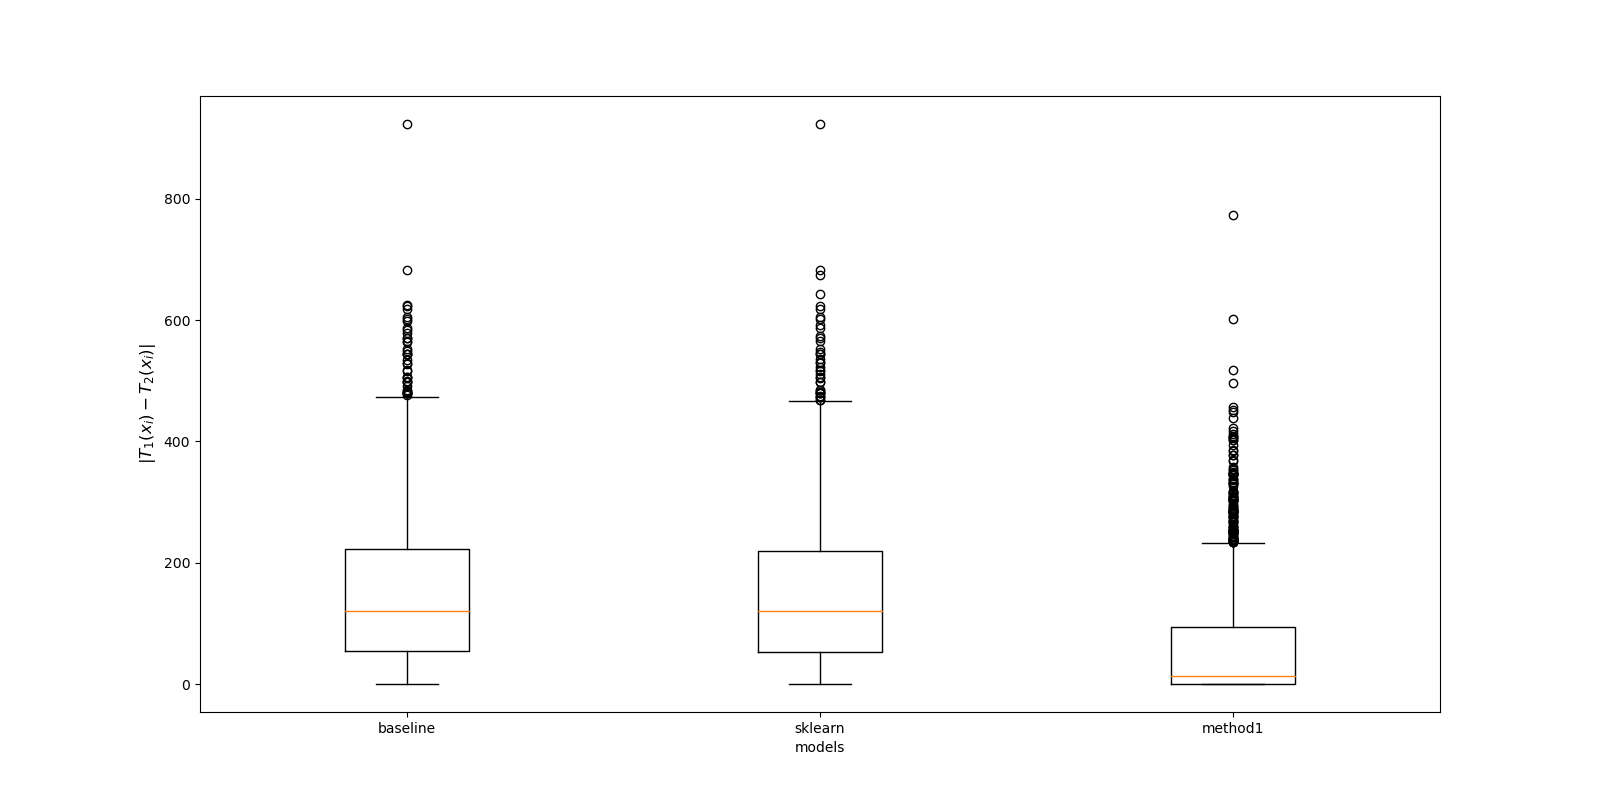 800
600
400
200
0
|T₁(xᵢ) − T₂(xᵢ)|
baseline sklearn method1
models